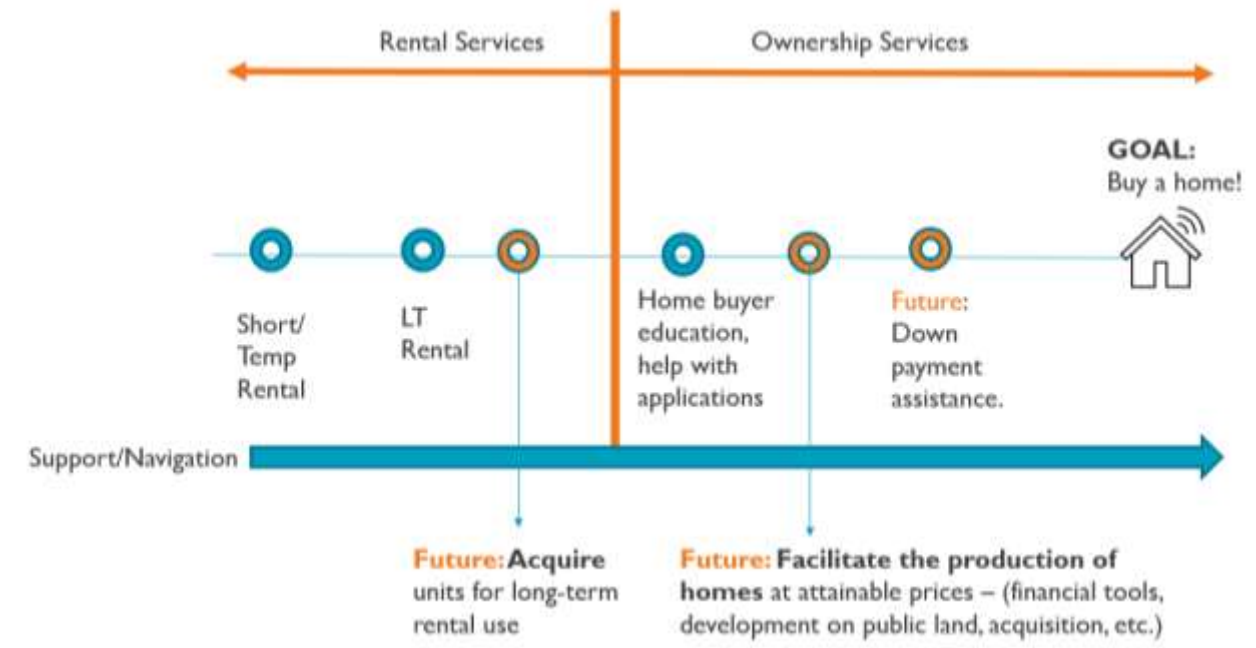 Rental Services
Ownership Services
GOAL:
Buy a home!
Short/
Temp
Rental
LT
Rental
Home buyer
education,
help with
applications
Future:
Down
payment
assistance.
Support/Navigation
Future: Acquire
units for long-term
rental use
Future: Facilitate the production of
homes at attainable prices – (financial tools,
development on public land, acquisition, etc.)